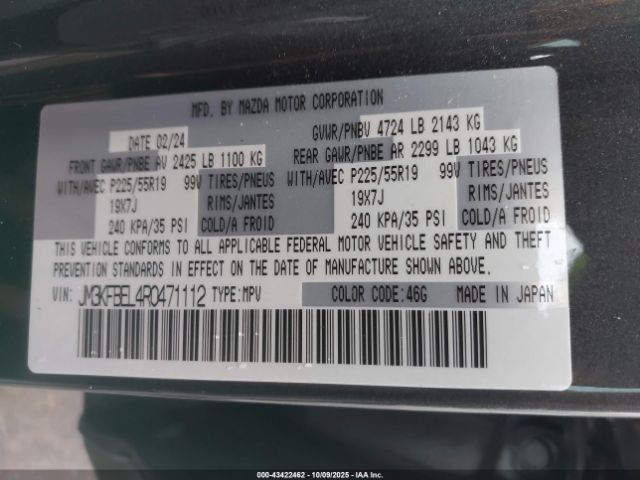 MFD. BY MAZDA MOTOR CORPORATION
DATE 02/24 GVWR/PNBV 4724 LB 2143 KG
FRONT GAWR/PNBE AV 2425 LB 1100 KG REAR GAWR/PNBE AR 2299 LB 1043 KG
WITH/AVEC P225/55R19 99V TIRES/PNEUS WITH/AVEC P225/55R19 99V TIRES/PNEUS
19X7J RIMS/JANTES 19X7J RIMS/JANTES
240 KPA/35 PSI COLD/A FROID 240 KPA/35 PSI COLD/A FROID
THIS VEHICLE CONFORMS TO ALL APPLICABLE FEDERAL MOTOR VEHICLE SAFETY AND THEFT
PREVENTION STANDARDS IN EFFECT ON THE DATE OF MANUFACTURE SHOWN ABOVE.
VIN: JM3KFBEL4R0471112 TYPE:MPV COLOR CODE:46G MADE IN JAPAN
000-43422462 - 10/09/2025 - IAAI.COM